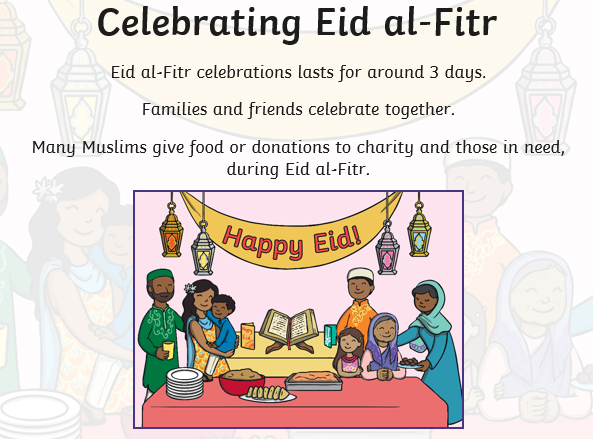 Celebrating Eid al-Fitr
Eid al-Fitr celebrations lasts for around 3 days.
Families and friends celebrate together.
Many Muslims give food or donations to charity and those in need,
during Eid al-Fitr.
Happy Eid!